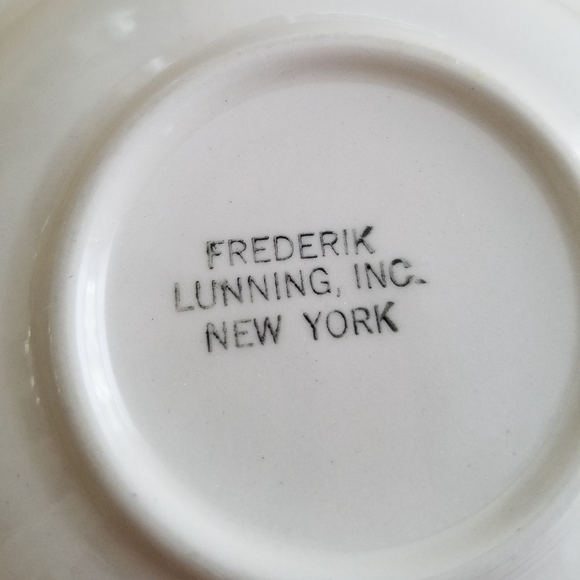 FREDERIK
LUNNING, INC.
NEW YORK